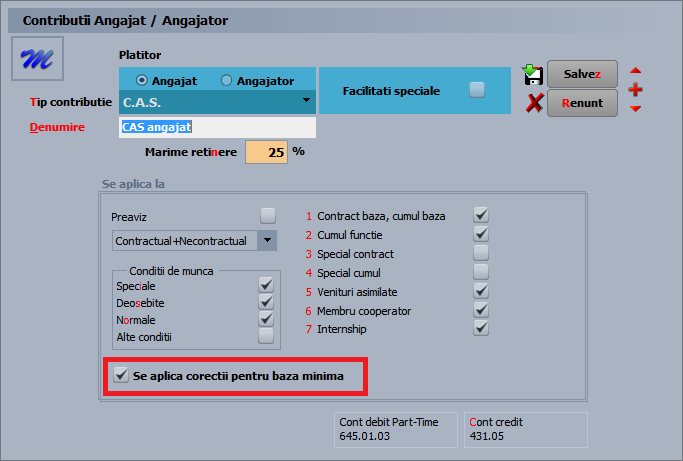 Contributii Angajat / Angajator
M
Platitor
Angajat Angajator
Tip contributie C.A.S.
Facilitati speciale
Salvez
Renunt
Denumire CAS angajat
Marime retinere 25 %
Se aplica la
Preaviz
Contractual+Necontractual
Conditii de munca
Speciale
Deosebite
Normale
Alte conditii
1 Contract baza, cumul baza
2 Cumul functie
3 Special contract
4 Special cumul
5 Venituri asimilate
6 Membru cooperator
7 Internship
Se aplica corectii pentru baza minima
Cont debit Part-Time
645.01.03
Cont credit
431.05